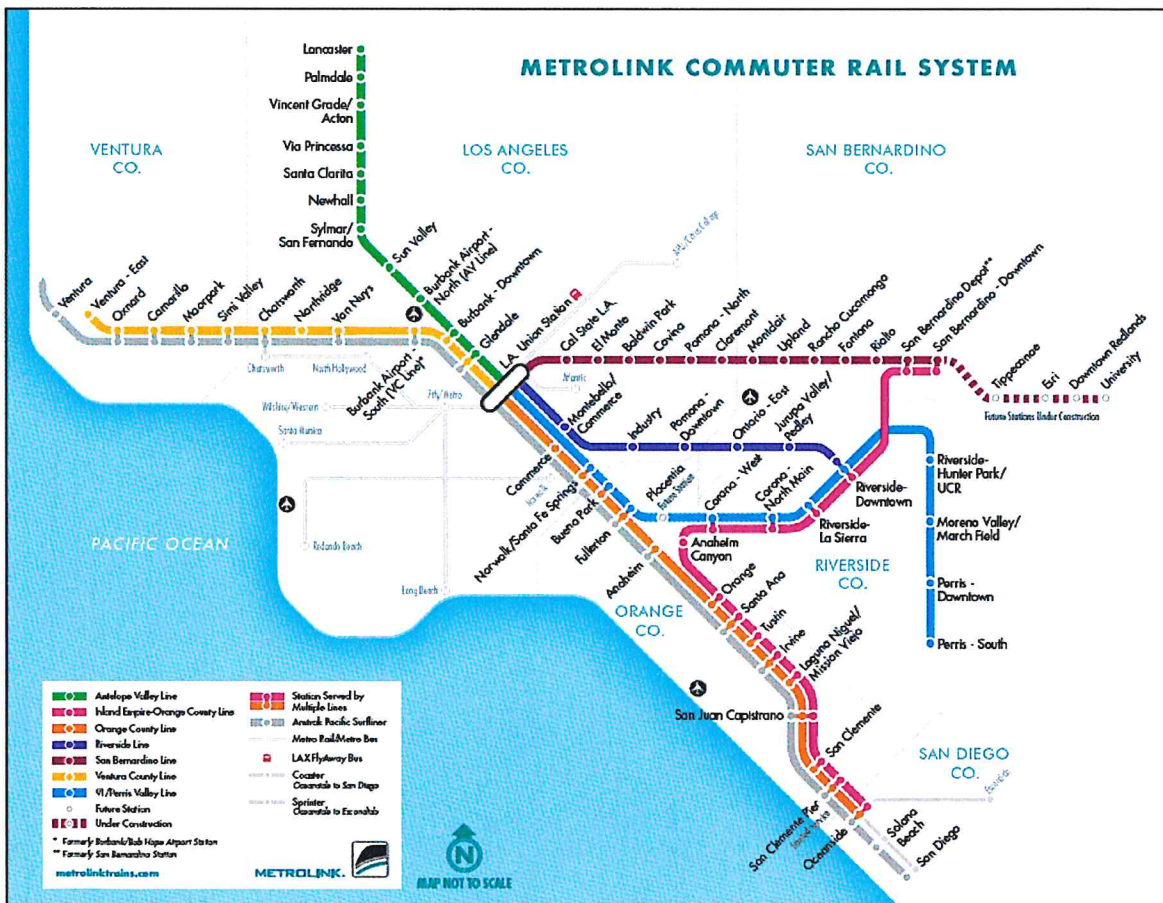 METROLINK COMMUTER RAIL SYSTEM
VENTURA
CO.
LOS ANGELES
CO.
SAN BERNARDINO
CO.
Lancaster
Palmdale
Vincent Grade/
Acton
Via Princessa
Santa Clarita
Newhall
Sylmar/
San Fernando
Sun Valley
Burbank Airport -
North (AV Line)
Burbank - Downtown
Glendale
L.A. Union Station
Ventura
Ventura - East
Oxnard
Camarillo
Moorpark
Simi Valley
Chatsworth
Northridge
Van Nuys
Burbank Airport -
South (VC Line)*
Chatsworth
North Hollywood
Wilshire/Western
7th/Metro
Santa Monica
Atlantic
Redondo Beach
Long Beach
Cal State L.A.
El Monte
Baldwin Park
Covina
Pomona - North
Claremont
Montclair
Upland
Rancho Cucamonga
Fontana
Rialto
San Bernardino Depot**
San Bernardino - Downtown
Tippecanoe
Esri
Downtown Redlands
University
Future Stations Under Construction
Montebello/
Commerce
Industry
Pomona -
Downtown
Ontario - East
Jurupa Valley/
Pedley
Riverside-
Downtown
Commerce
Norwalk/Santa Fe Springs
Buena Park
Fullerton
Anaheim
Placentia
Future Station
Corona - West
Corona -
North Main
Riverside-
La Sierra
Riverside-
Hunter Park/
UCR
Moreno Valley/
March Field
Perris -
Downtown
Perris - South
Anaheim
Canyon
Orange
Santa Ana
Tustin
Irvine
Laguna Niguel/
Mission Viejo
San Juan Capistrano
San Clemente
San Clemente Pier
Oceanside
Solana
Beach
San Diego
PACIFIC OCEAN
ORANGE
CO.
RIVERSIDE
CO.
SAN DIEGO
CO.
Antelope Valley Line
Inland Empire-Orange County Line
Orange County Line
Riverside Line
San Bernardino Line
Ventura County Line
91/Perris Valley Line
Future Station
Under Construction
* Formerly Burbank/Bob Hope Airport Station
** Formerly San Bernardino Station
metrolinktrains.com
Station Served by
Multiple Lines
Amtrak Pacific Surfliner
Metro Rail/Metro Bus
LAX FlyAway Bus
Coaster
Oceanside to San Diego
Sprinter
Oceanside to Escondido
METROLINK.
N
MAP NOT TO SCALE